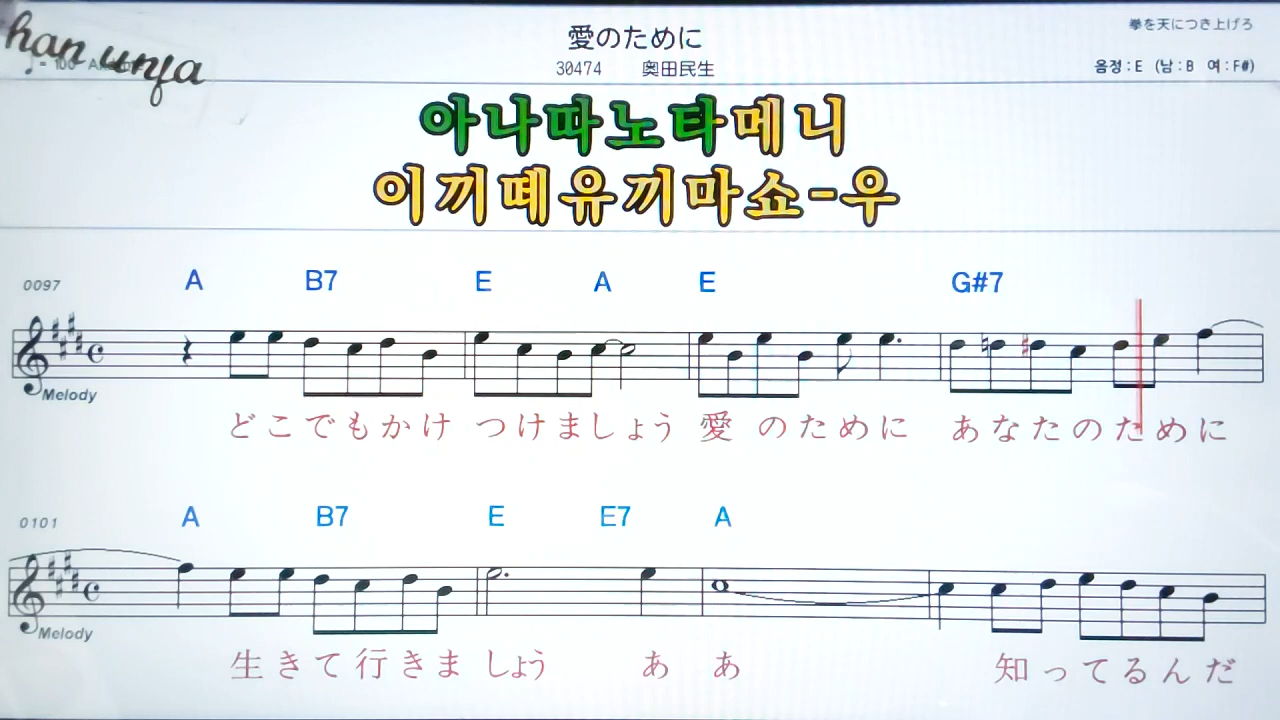 han unja
愛のために
拳を天につき上げろ
30474 奥田民生
음정:E (남:B 여:F#)
아나따노타메니
이끼떼유끼마쇼-우
0097 A B7 E A E G#7
Melody
どこでもかけ つけましょう 愛のために あなたのために
0101 A B7 E E7 A
Melody
生きて行きま しょう あ あ 知ってるんだ